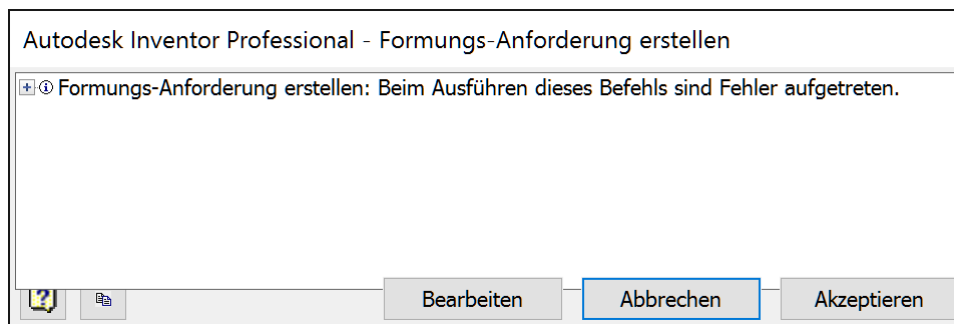 Autodesk Inventor Professional - Formungs-Anforderung erstellen
Formungs-Anforderung erstellen: Beim Ausführen dieses Befehls sind Fehler aufgetreten.
Bearbeiten Abbrechen Akzeptieren